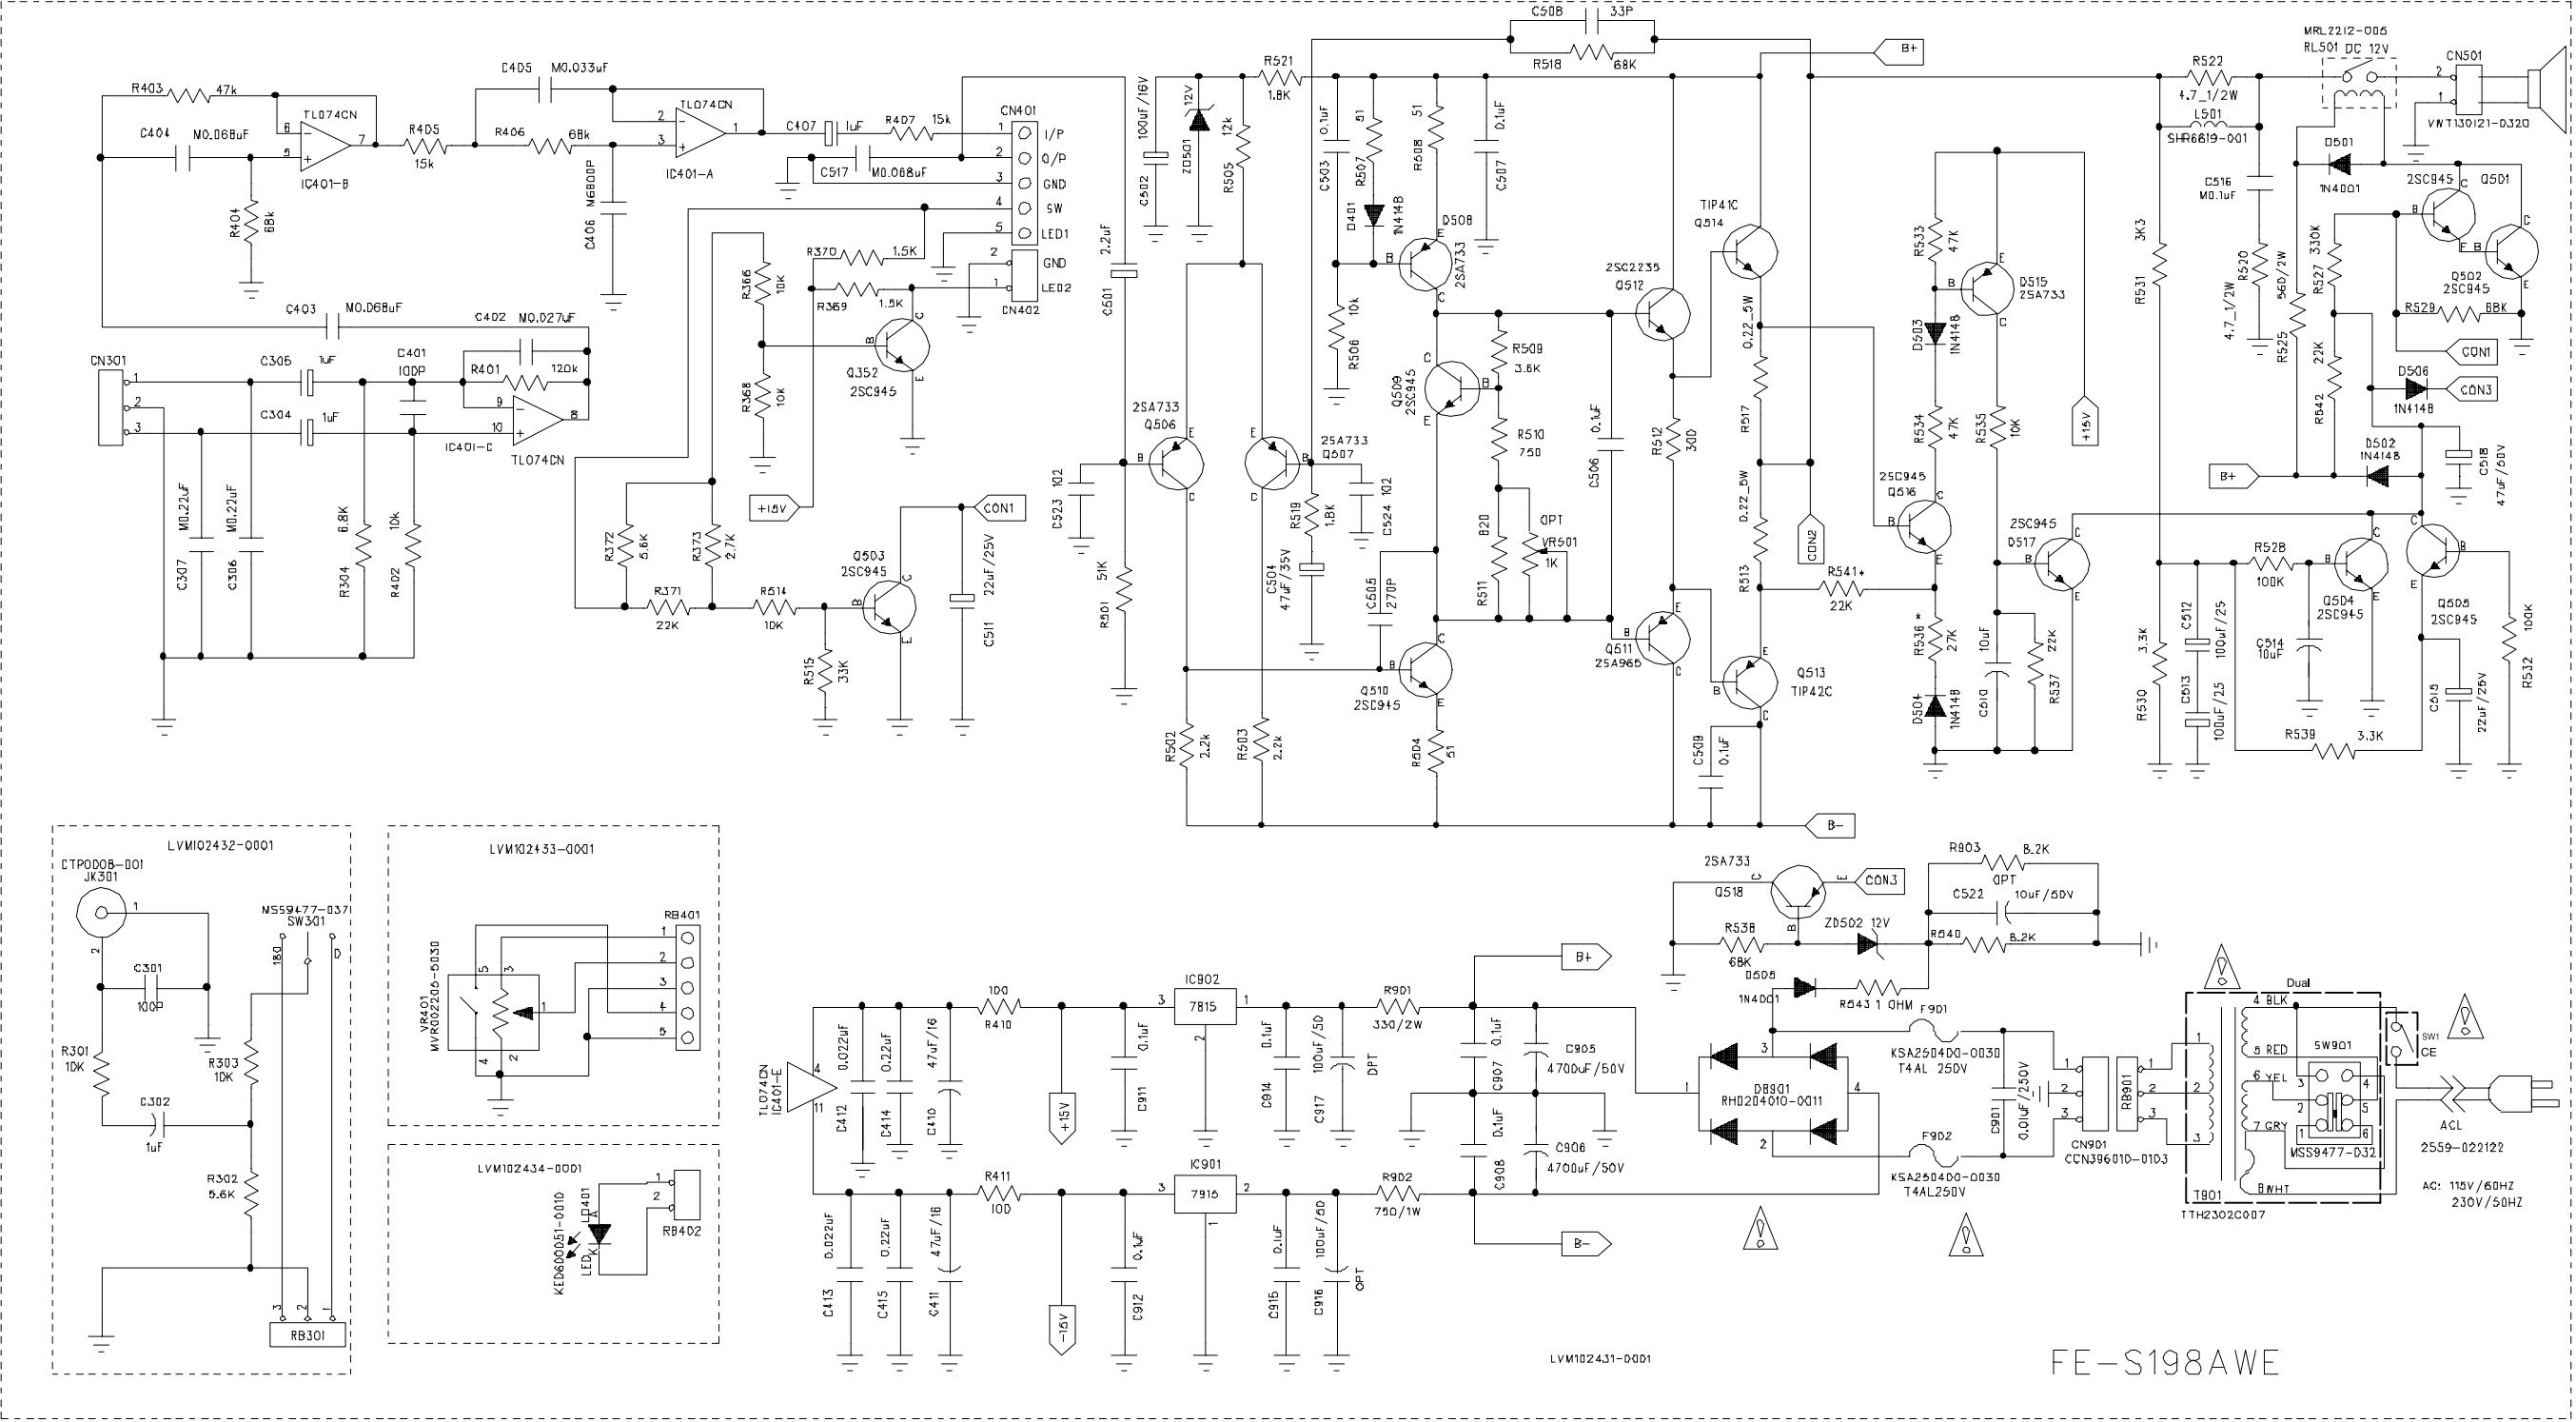 C508 33P
R518 68K
B+
MRL2212-005
RL501 DC 12V
CN501
R522
4.7_1/2W
L501
SHR6619-001
VWT130121-0320
R403 47k
C404 M0.068uF
TL074CN
IC401-B
R404 68k
R405
15k
C405 M0.033uF
R406 68k
C406 M6800P
TL074CN
IC401-A
C407 1uF
R407 15k
C517 M0.068uF
CN401
I/P
O/P
GND
SW
LED1
GND
LED2
CN402
C403 M0.068uF
C402 M0.027uF
C401
100P
R401 120k
CN301
C305 1uF
C304 1uF
IC401-C
TL074CN
C307 M0.22uF
C306 M0.22uF
R304 6.8K
R402 10k
R370 1.5K
R369 1.5K
R366 10K
R368 10K
Q352
2SC945
+15V
R372 5.6K
R373 2.7K
R371
22K
R514
10K
R515 33K
Q503
2SC945
CON1
C511 22uF/25V
C501 2.2uF
C502 100uF/16V
ZD501 12V
R505 12k
R521
1.8K
C503 0.1uF
R507 51
R508 51
C507 0.1uF
D401 1N4148
D508
2SA733
R506 10k
2SA733
Q506
2SA733
Q507
C523 102
C524 102
R501 51K
R519 1.8K
C504 47uF/35V
R502 2.2k
R503 2.2k
Q509
2SC945
R509
3.6K
R510
750
R511 820
OPT
VR501
1K
C505 270P
Q510
2SC945
R504 51
C506 0.1uF
2SC2235
Q512
TIP41C
Q514
R512 300
R517 0.22_5W
R513 0.22_5W
Q511
2SA965
Q513
TIP42C
C509 0.1uF
B-
CON2
R541*
22K
R533 47K
D503 1N4148
R534 47K
D515
2SA733
R535 10K
2SC945
Q516
R536* 27K
D504 1N4148
C510 10uF
R537 22K
2SC945
Q517
+15V
R531 3K3
R530 3.3K
C512 100uF/25
C513 100uF/25
R528
100K
C514
10uF
Q504
2SC945
Q505
2SC945
R539 3.3K
C515 22uF/25V
R532 100K
C516
M0.1uF
R520 4.7_1/2W
D501
1N4001
2SC945 Q501
Q502
2SC945
R525 560/2W
R527 330K
R529 68K
R542 22K
CON1
D506
1N4148
CON3
D502
1N4148
B+
C518 47uF/50V
LVM102432-0001
CTP0008-001
JK301
C301
100P
R301
10K
C302
1uF
R303
10K
R302
5.6K
MSS9477-037
SW301
180 0
RB301
LVM102433-0001
VR401
MVR002205-5030
RB401
LVM102434-0001
KED600051-0010
LED LD401
RB402
TL074CN
IC401-E
C412 0.022uF
C414 0.22uF
C410 47uF/16
100
R410
+15V
C911 0.1uF
IC902
7815
C914 0.1uF
C917 100uF/50
OPT
R901
330/2W
B+
C413 0.022uF
C415 0.22uF
C411 47uF/16
R411
100
-15V
C912 0.1uF
IC901
7915
C915 0.1uF
C916 100uF/50
OPT
R902
750/1W
B-
C907 0.1uF
C905
4700uF/50V
C908 0.1uF
C906
4700uF/50V
DB901
RH0204010-0011
2SA733
Q518
CON3
R538
68K
ZD502 12V
R903 8.2K
OPT
C522 10uF/50V
R540 8.2K
D505
1N4001
R543 1 OHM
F901
KSA250400-0030
T4AL 250V
F902
KSA250400-0030
T4AL250V
C901 0.01uF/250V
CN901
CCN39601D-01D3
RB901
T901
TTH2302C007
Dual
4 BLK
5 RED
6 YEL
7 GRY
8 WHT
SW901
MSS9477-032
SW1
CE
ACL
2559-022122
AC: 115V/60HZ
230V/50HZ
LVM102431-0001
FE-S198AWE